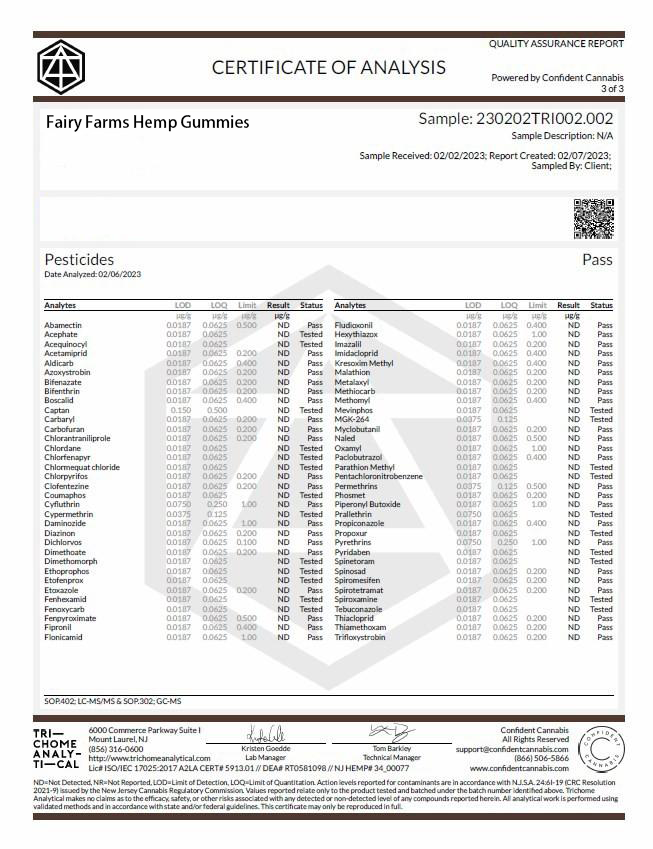 QUALITY ASSURANCE REPORT
CERTIFICATE OF ANALYSIS
Powered by Confident Cannabis
3 of 3
Fairy Farms Hemp Gummies
Sample: 230202TRI002.002
Sample Description: N/A
Sample Received: 02/02/2023; Report Created: 02/07/2023;
Sampled By: Client;
Pesticides Pass
Date Analyzed: 02/06/2023
Analytes LOD LOQ Limit Result Status Analytes LOD LOQ Limit Result Status
µg/g µg/g µg/g µg/g µg/g µg/g µg/g µg/g
Abamectin 0.0187 0.0625 0.500 ND Pass Fludioxonil 0.0187 0.0625 0.400 ND Pass
Acephate 0.0187 0.0625 ND Tested Hexythiazox 0.0187 0.0625 1.00 ND Pass
Acequinocyl 0.0187 0.0625 ND Tested Imazalil 0.0187 0.0625 0.200 ND Pass
Acetamiprid 0.0187 0.0625 0.200 ND Pass Imidacloprid 0.0187 0.0625 0.400 ND Pass
Aldicarb 0.0187 0.0625 0.400 ND Pass Kresoxim Methyl 0.0187 0.0625 0.400 ND Pass
Azoxystrobin 0.0187 0.0625 0.200 ND Pass Malathion 0.0187 0.0625 0.200 ND Pass
Bifenazate 0.0187 0.0625 0.200 ND Pass Metalaxyl 0.0187 0.0625 0.200 ND Pass
Bifenthrin 0.0187 0.0625 0.200 ND Pass Methiocarb 0.0187 0.0625 0.200 ND Pass
Boscalid 0.0187 0.0625 0.400 ND Pass Methomyl 0.0187 0.0625 0.400 ND Pass
Captan 0.150 0.500 ND Tested Mevinphos 0.0187 0.0625 ND Tested
Carbaryl 0.0187 0.0625 0.200 ND Pass MGK-264 0.0375 0.125 ND Tested
Carbofuran 0.0187 0.0625 0.200 ND Pass Myclobutanil 0.0187 0.0625 0.200 ND Pass
Chlorantraniliprole 0.0187 0.0625 0.200 ND Pass Naled 0.0187 0.0625 0.500 ND Pass
Chlordane 0.0187 0.0625 ND Tested Oxamyl 0.0187 0.0625 1.00 ND Pass
Chlorfenapyr 0.0187 0.0625 ND Tested Paclobutrazol 0.0187 0.0625 0.400 ND Pass
Chlormequat chloride 0.0187 0.0625 ND Tested Parathion Methyl 0.0187 0.0625 ND Tested
Chlorpyrifos 0.0187 0.0625 0.200 ND Pass Pentachloronitrobenzene 0.0187 0.0625 ND Tested
Clofentezine 0.0187 0.0625 0.200 ND Pass Permethrins 0.0375 0.125 0.500 ND Pass
Coumaphos 0.0187 0.0625 ND Tested Phosmet 0.0187 0.0625 0.200 ND Pass
Cyfluthrin 0.0750 0.250 1.00 ND Pass Piperonyl Butoxide 0.0187 0.0625 1.00 ND Pass
Cypermethrin 0.0375 0.125 ND Tested Prallethrin 0.0750 0.0625 ND Tested
Daminozide 0.0187 0.0625 1.00 ND Pass Propiconazole 0.0187 0.0625 0.400 ND Pass
Diazinon 0.0187 0.0625 0.200 ND Pass Propoxur 0.0187 0.0625 ND Tested
Dichlorvos 0.0187 0.0625 0.100 ND Pass Pyrethrins 0.0750 0.250 1.00 ND Pass
Dimethoate 0.0187 0.0625 0.200 ND Pass Pyridaben 0.0187 0.0625 ND Tested
Dimethomorph 0.0187 0.0625 ND Tested Spinetoram 0.0187 0.0625 ND Tested
Ethoprophos 0.0187 0.0625 ND Tested Spinosad 0.0187 0.0625 0.200 ND Pass
Etofenprox 0.0187 0.0625 ND Tested Spiromesifen 0.0187 0.0625 0.200 ND Pass
Etoxazole 0.0187 0.0625 0.200 ND Pass Spirotetramat 0.0187 0.0625 0.200 ND Pass
Fenhexamid 0.0187 0.0625 ND Tested Spiroxamine 0.0187 0.0625 ND Tested
Fenoxycarb 0.0187 0.0625 ND Tested Tebuconazole 0.0187 0.0625 ND Tested
Fenpyroximate 0.0187 0.0625 0.500 ND Pass Thiacloprid 0.0187 0.0625 0.200 ND Pass
Fipronil 0.0187 0.0625 0.400 ND Pass Thiamethoxam 0.0187 0.0625 0.200 ND Pass
Flonicamid 0.0187 0.0625 1.00 ND Pass Trifloxystrobin 0.0187 0.0625 0.200 ND Pass
SOP.402; LC-MS/MS & SOP.302; GC-MS
TRI—
CHOME
ANALY—
TI—CAL
6000 Commerce Parkway Suite I
Mount Laurel, NJ
(856) 316-0600
http://www.trichomeanalytical.com
Lic# ISO/IEC 17025:2017 A2LA CERT# 5913.01 // DEA# RT0581098 // NJ HEMP# 34_00077
Kristen Goedde
Lab Manager
Tom Barkley
Technical Manager
Confident Cannabis
All Rights Reserved
support@confidentcannabis.com
(866) 506-5866
www.confidentcannabis.com
CONFIDENT CANNABIS
ND=Not Detected, NR=Not Reported, LOD=Limit of Detection, LOQ=Limit of Quantitation. Action levels reported for contaminants are in accordance with N.J.S.A. 24:6I-19 (CRC Resolution
2021-9) issued by the New Jersey Cannabis Regulatory Commission. Values reported relate only to the product tested and batched under the batch number identified above. Trichome
Analytical makes no claims as to the efficacy, safety, or other risks associated with any detected or non-detected level of any compounds reported herein. All analytical work is performed using
validated methods and in accordance with state and/or federal guidelines. This certificate may only be reproduced in full.